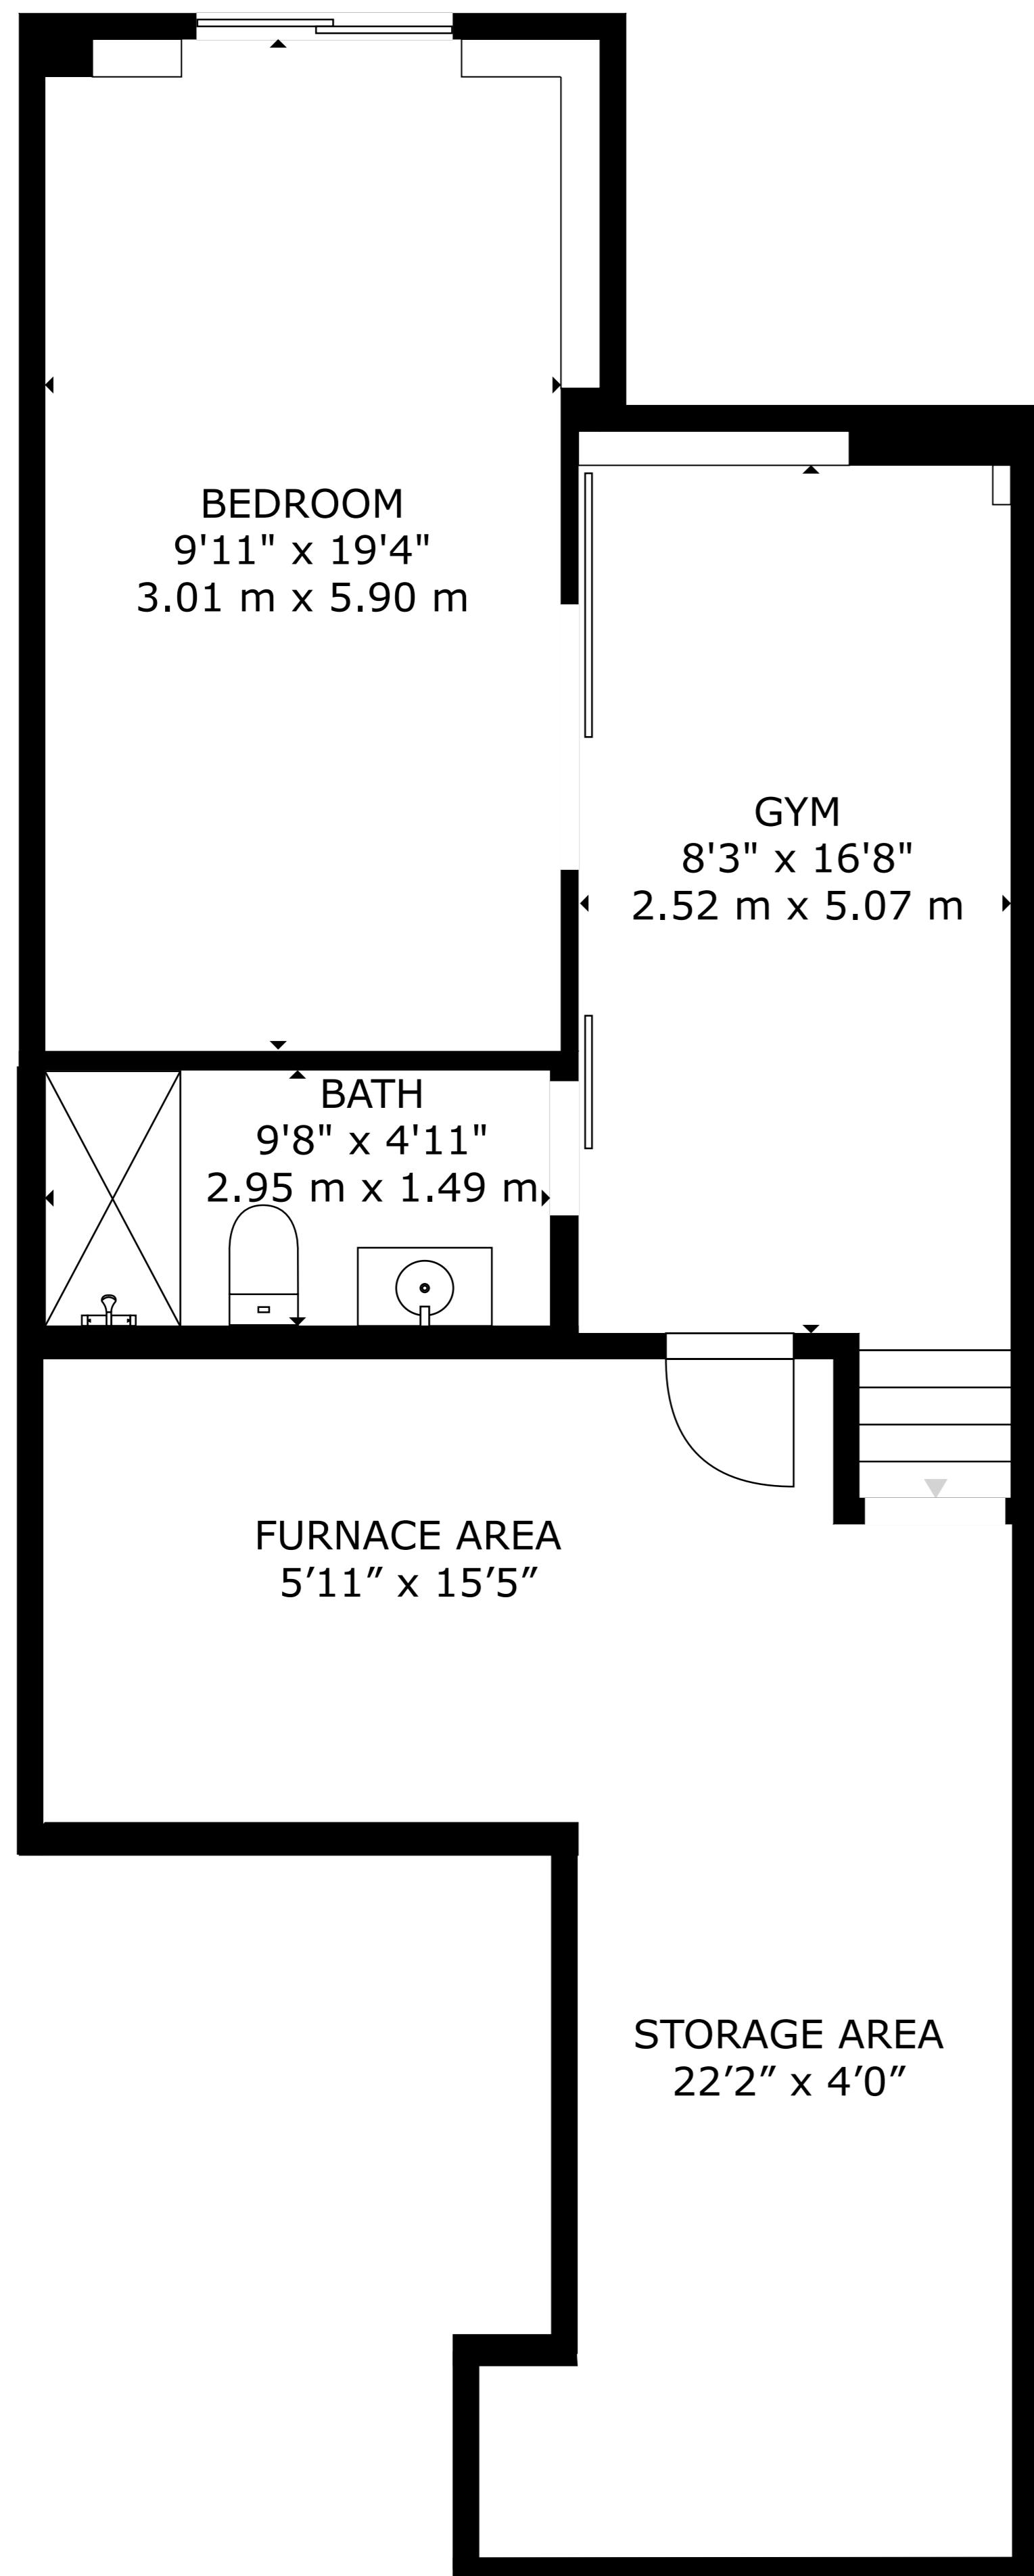 BEDROOM
9'11" x 19'4"
3.01 m x 5.90 m
GYM
8'3" x 16'8"
2.52 m x 5.07 m
BATH
9'8" x 4'11"
2.95 m x 1.49 m
FURNACE AREA
5’11” x 15’5”
STORAGE AREA
22’2” x 4’0”